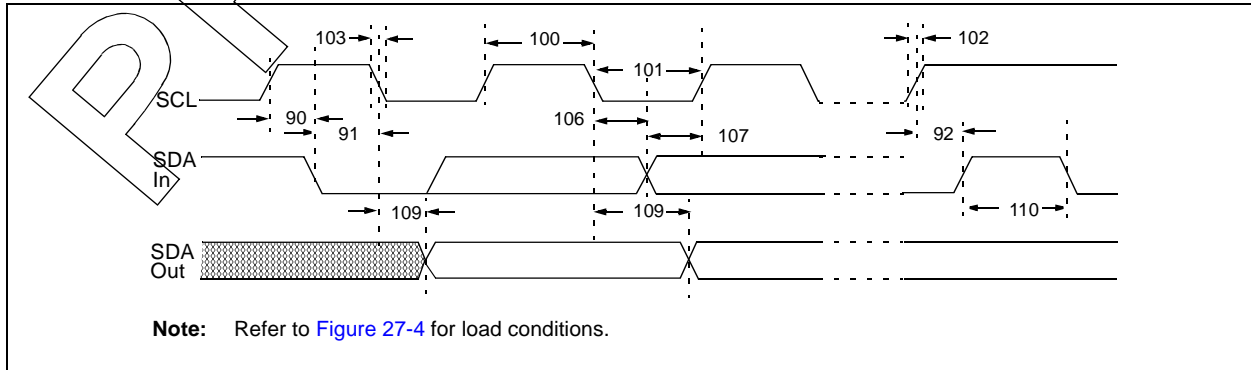 103
100
102
101
SCL
90
91
106
107
92
SDA
In
109
109
110
SDA
Out
Note: Refer to Figure 27-4 for load conditions.